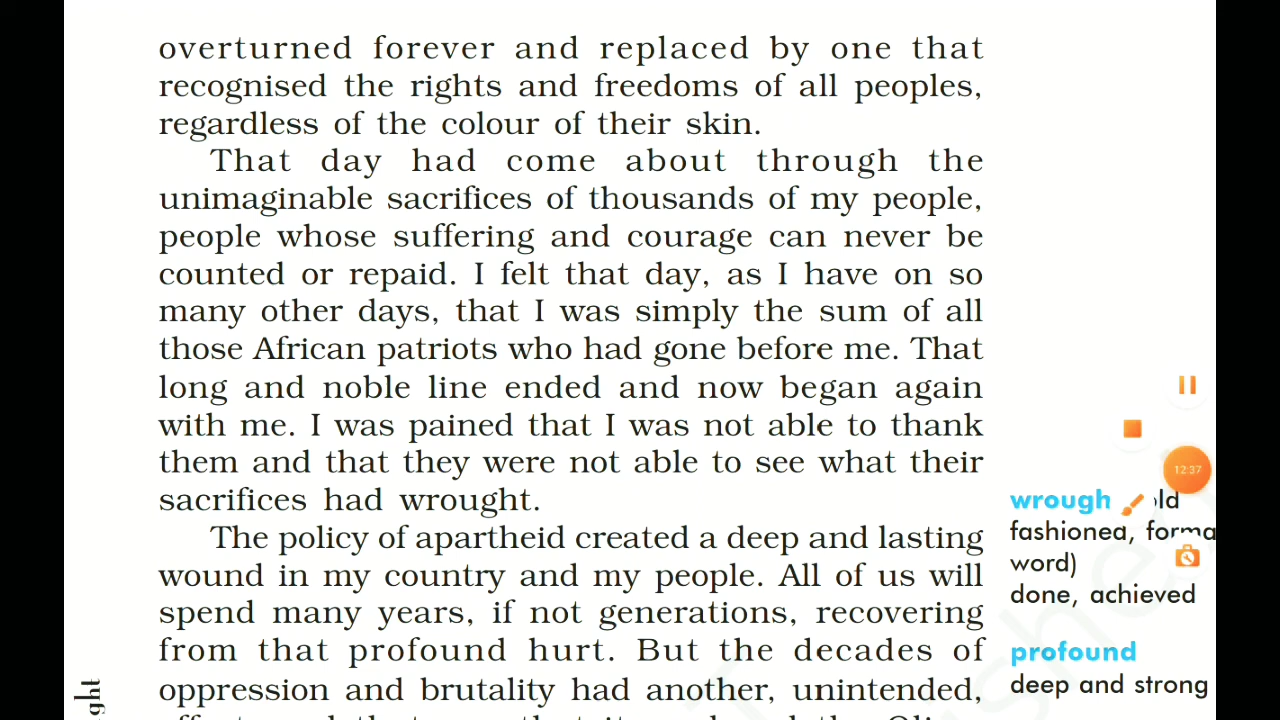 overturned forever and replaced by one that
recognised the rights and freedoms of all peoples,
regardless of the colour of their skin.
That day had come about through the
unimaginable sacrifices of thousands of my people,
people whose suffering and courage can never be
counted or repaid. I felt that day, as I have on so
many other days, that I was simply the sum of all
those African patriots who had gone before me. That
long and noble line ended and now began again
with me. I was pained that I was not able to thank
them and that they were not able to see what their
sacrifices had wrought.
The policy of apartheid created a deep and lasting
wound in my country and my people. All of us will
spend many years, if not generations, recovering
from that profound hurt. But the decades of
oppression and brutality had another, unintended,
12:37
wrough ld
fashioned, forma
word)
done, achieved
profound
deep and strong
ght